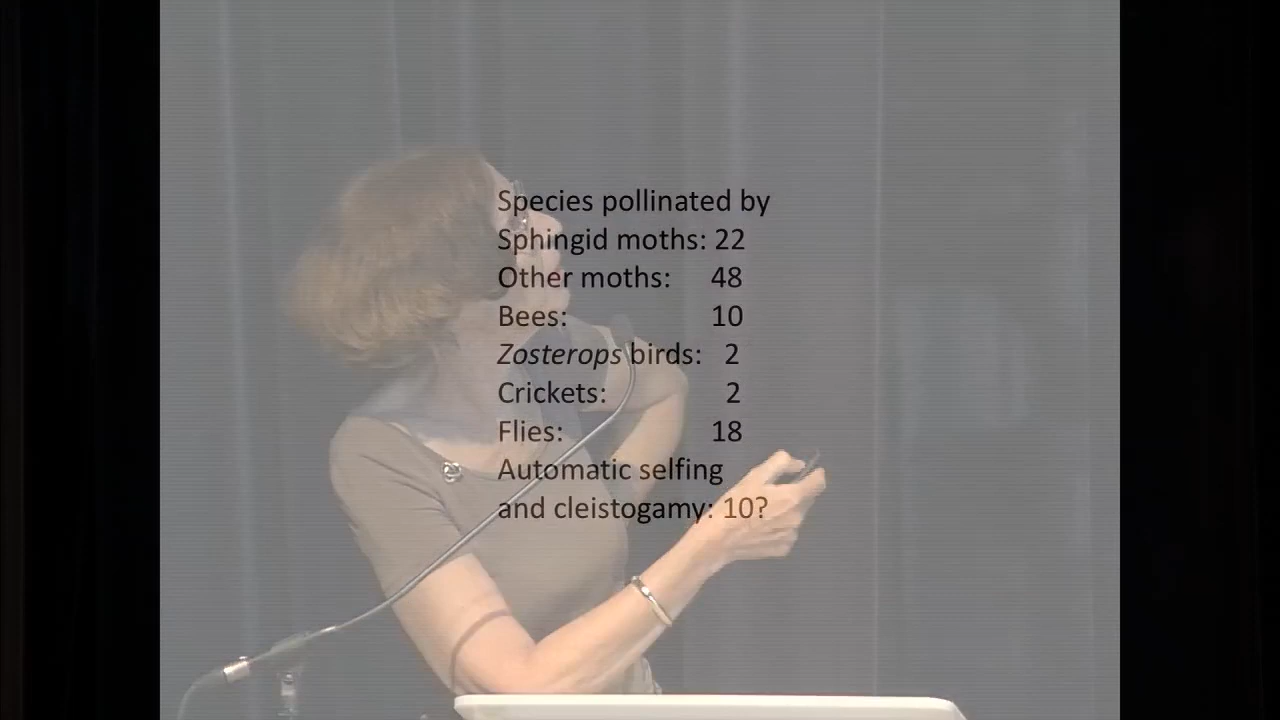 Species pollinated by
Sphingid moths: 22
Other moths: 48
Bees: 10
Zosterops birds: 2
Crickets: 2
Flies: 18
Automatic selfing
and cleistogamy: 10?